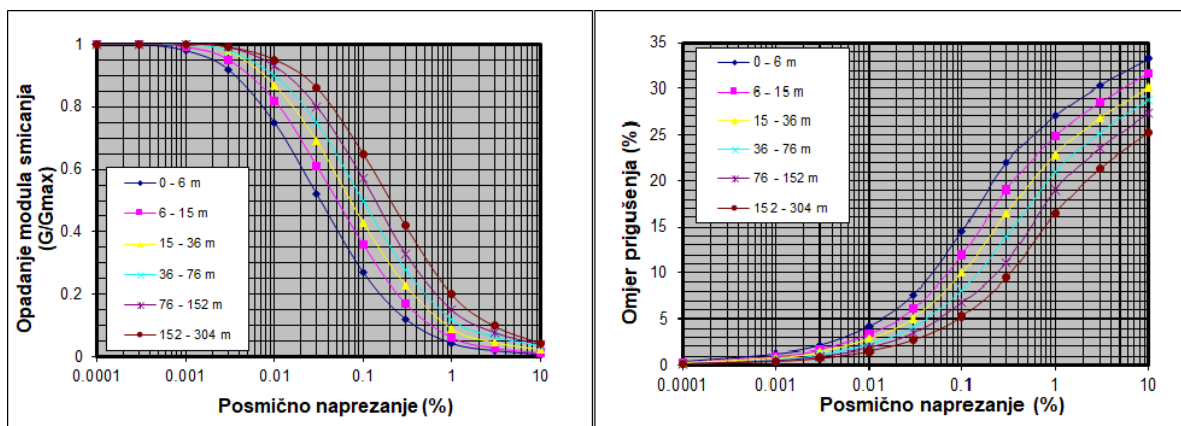 Opadanje modula smicanja
(G/Gmax)
1
0.8
0.6
0.4
0.2
0
0 - 6 m
6 - 15 m
15 - 36 m
36 - 76 m
76 - 152 m
152 - 304 m
0.0001 0.001 0.01 0.1 1 10
Posmično naprezanje (%)
Omjer prigušenja (%)
35
30
25
20
15
10
5
0
0 - 6 m
6 - 15 m
15 - 36 m
36 - 76 m
76 - 152 m
152 - 304 m
0.0001 0.001 0.01 0.1 1 10
Posmično naprezanje (%)